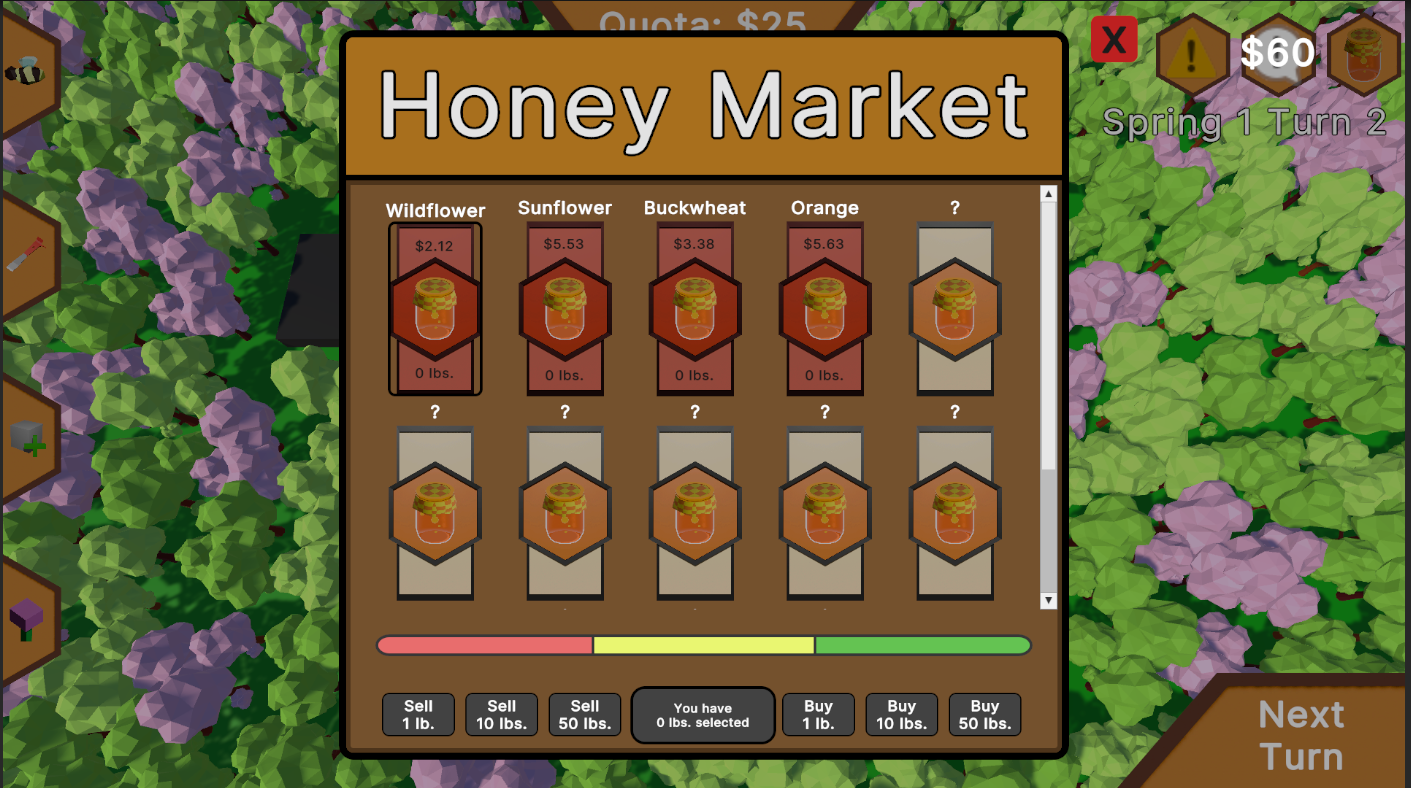 Quota: $25
X
$60
Spring 1 Turn 2
Honey Market
Wildflower
Sunflower
Buckwheat
Orange
?
$2.12
$5.53
$3.38
$5.63
0 lbs.
0 lbs.
0 lbs.
0 lbs.
?
?
?
?
?
Sell
1 lb.
Sell
10 lbs.
Sell
50 lbs.
You have
0 lbs. selected
Buy
1 lb.
Buy
10 lbs.
Buy
50 lbs.
Next
Turn